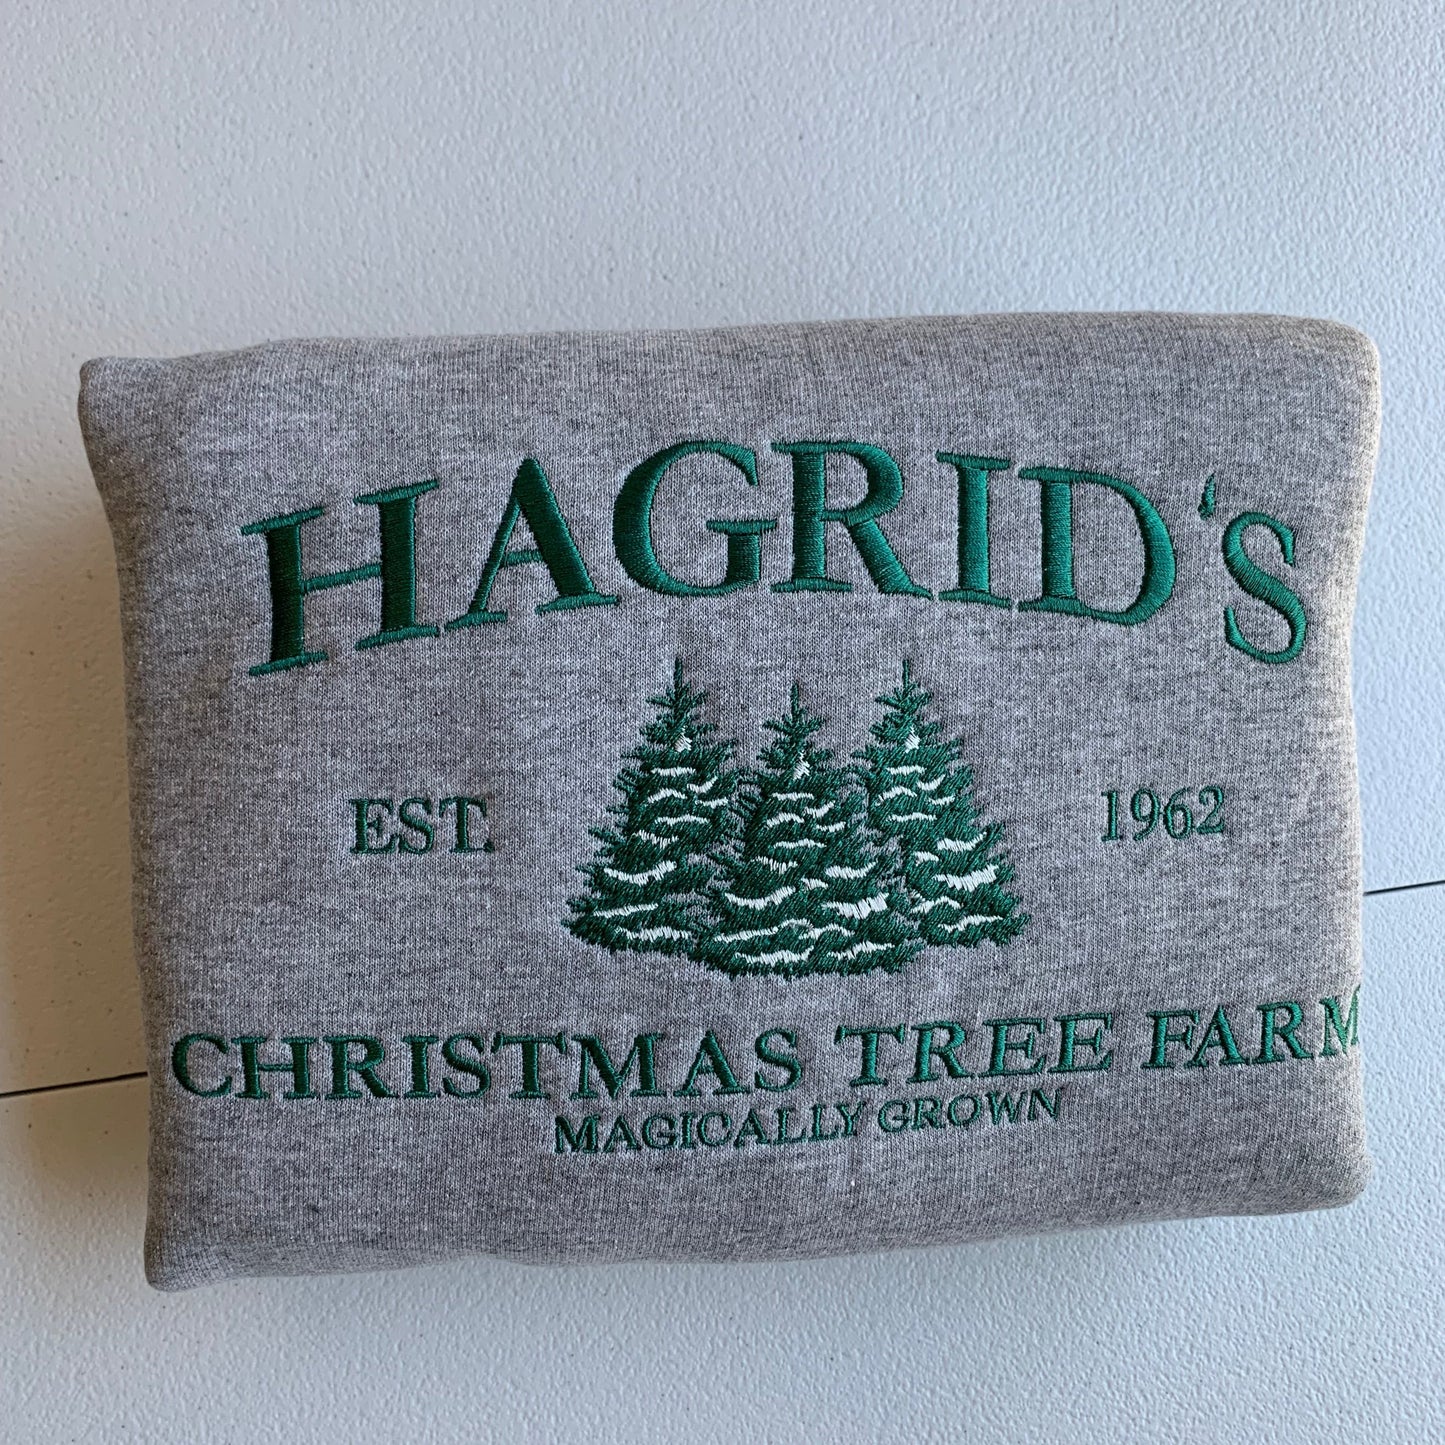 HAGRID'S
EST. 1962
CHRISTMAS TREE FARM
MAGICALLY GROWN